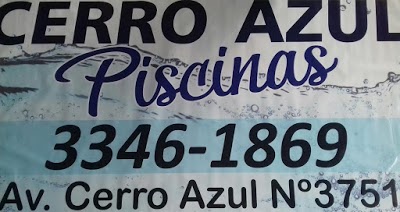 CERRO AZUL
Piscinas
3346-1869
Av. Cerro Azul N°3751